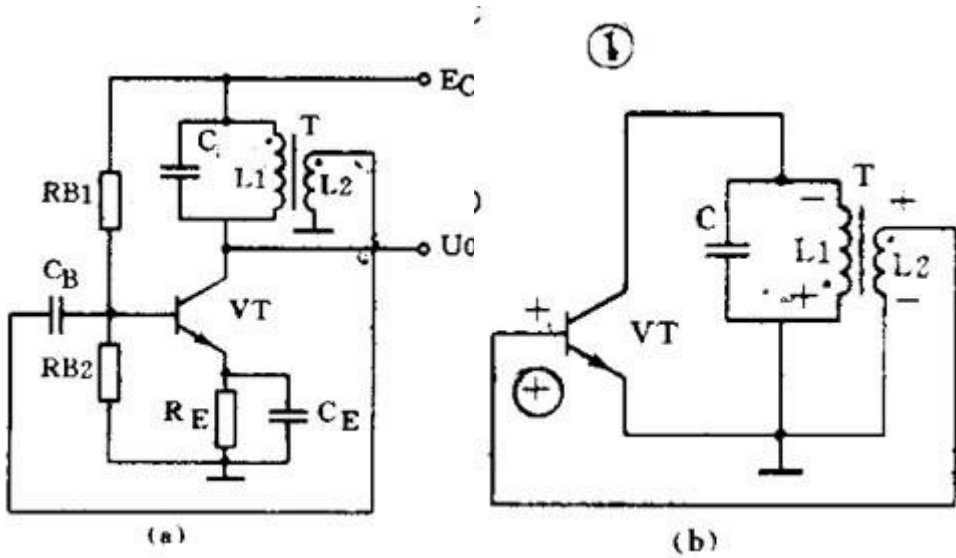 ①
EC
C
T
RB1
L1
L2
U0
CB
VT
RB2
RE
CE
(a)
T
− +
C
L1
L2
+ −
+
VT
+
(b)